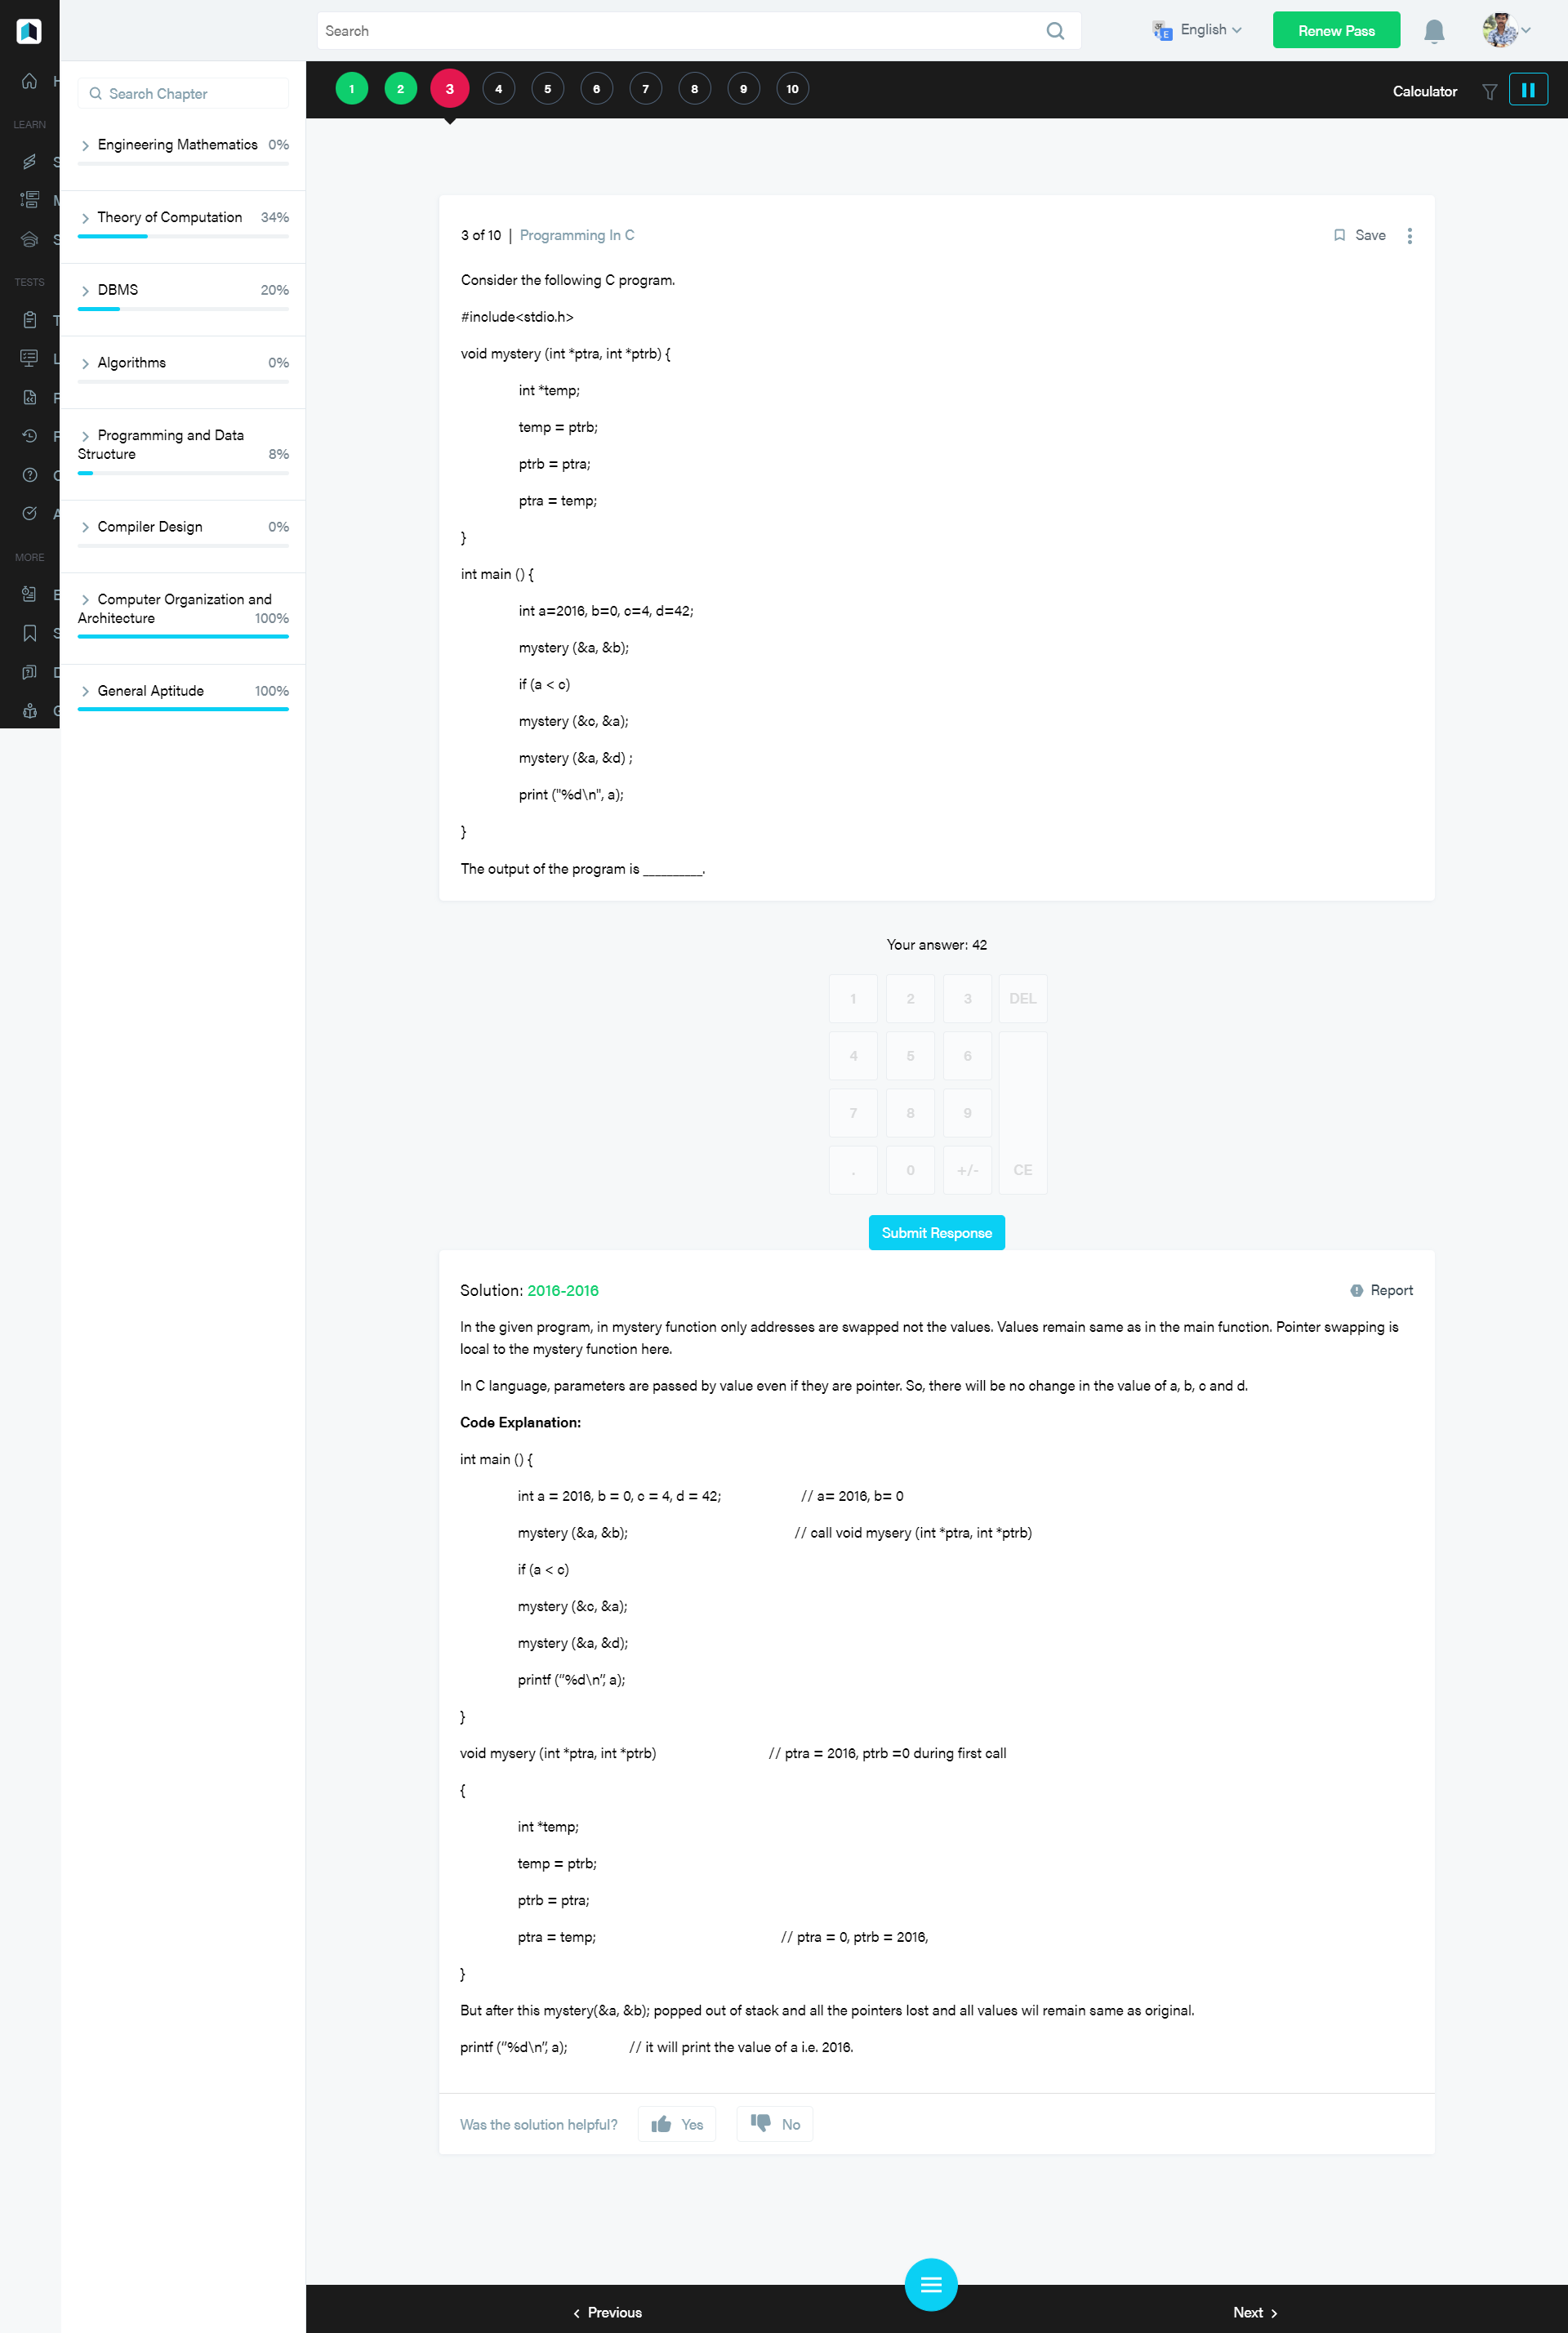 Search
English
Renew Pass
LEARN
TESTS
MORE
Search Chapter
Engineering Mathematics 0%
Theory of Computation 34%
DBMS 20%
Algorithms 0%
Programming and Data
Structure 8%
Compiler Design 0%
Computer Organization and
Architecture 100%
General Aptitude 100%
1 2 3 4 5 6 7 8 9 10
Calculator
3 of 10 | Programming In C
Save
Consider the following C program.
#include<stdio.h>
void mystery (int *ptra, int *ptrb) {
int *temp;
temp = ptrb;
ptrb = ptra;
ptra = temp;
}
int main () {
int a=2016, b=0, c=4, d=42;
mystery (&a, &b);
if (a < c)
mystery (&c, &a);
mystery (&a, &d) ;
print ("%d\n", a);
}
The output of the program is __________.
Your answer: 42
1 2 3 DEL
4 5 6
7 8 9
. 0 +/- CE
Submit Response
Solution: 2016-2016
Report
In the given program, in mystery function only addresses are swapped not the values. Values remain same as in the main function. Pointer swapping is
local to the mystery function here.
In C language, parameters are passed by value even if they are pointer. So, there will be no change in the value of a, b, c and d.
Code Explanation:
int main () {
int a = 2016, b = 0, c = 4, d = 42; // a= 2016, b= 0
mystery (&a, &b); // call void mysery (int *ptra, int *ptrb)
if (a < c)
mystery (&c, &a);
mystery (&a, &d);
printf (“%d\n”, a);
}
void mysery (int *ptra, int *ptrb) // ptra = 2016, ptrb =0 during first call
{
int *temp;
temp = ptrb;
ptrb = ptra;
ptra = temp; // ptra = 0, ptrb = 2016,
}
But after this mystery(&a, &b); popped out of stack and all the pointers lost and all values wil remain same as original.
printf (“%d\n”, a); // it will print the value of a i.e. 2016.
Was the solution helpful? Yes No
Previous
Next